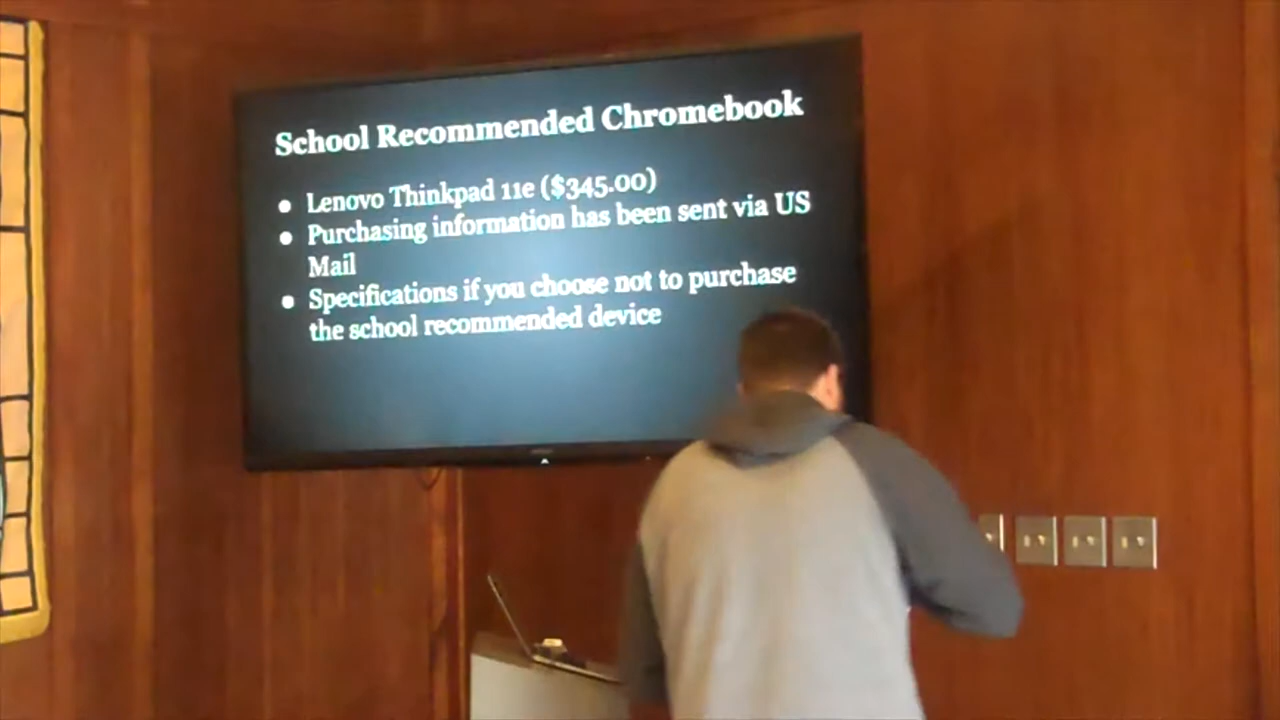 School Recommended Chromebook
● Lenovo Thinkpad 11e ($345.00)
● Purchasing information has been sent via US
Mail
● Specifications if you choose not to purchase
the school recommended device